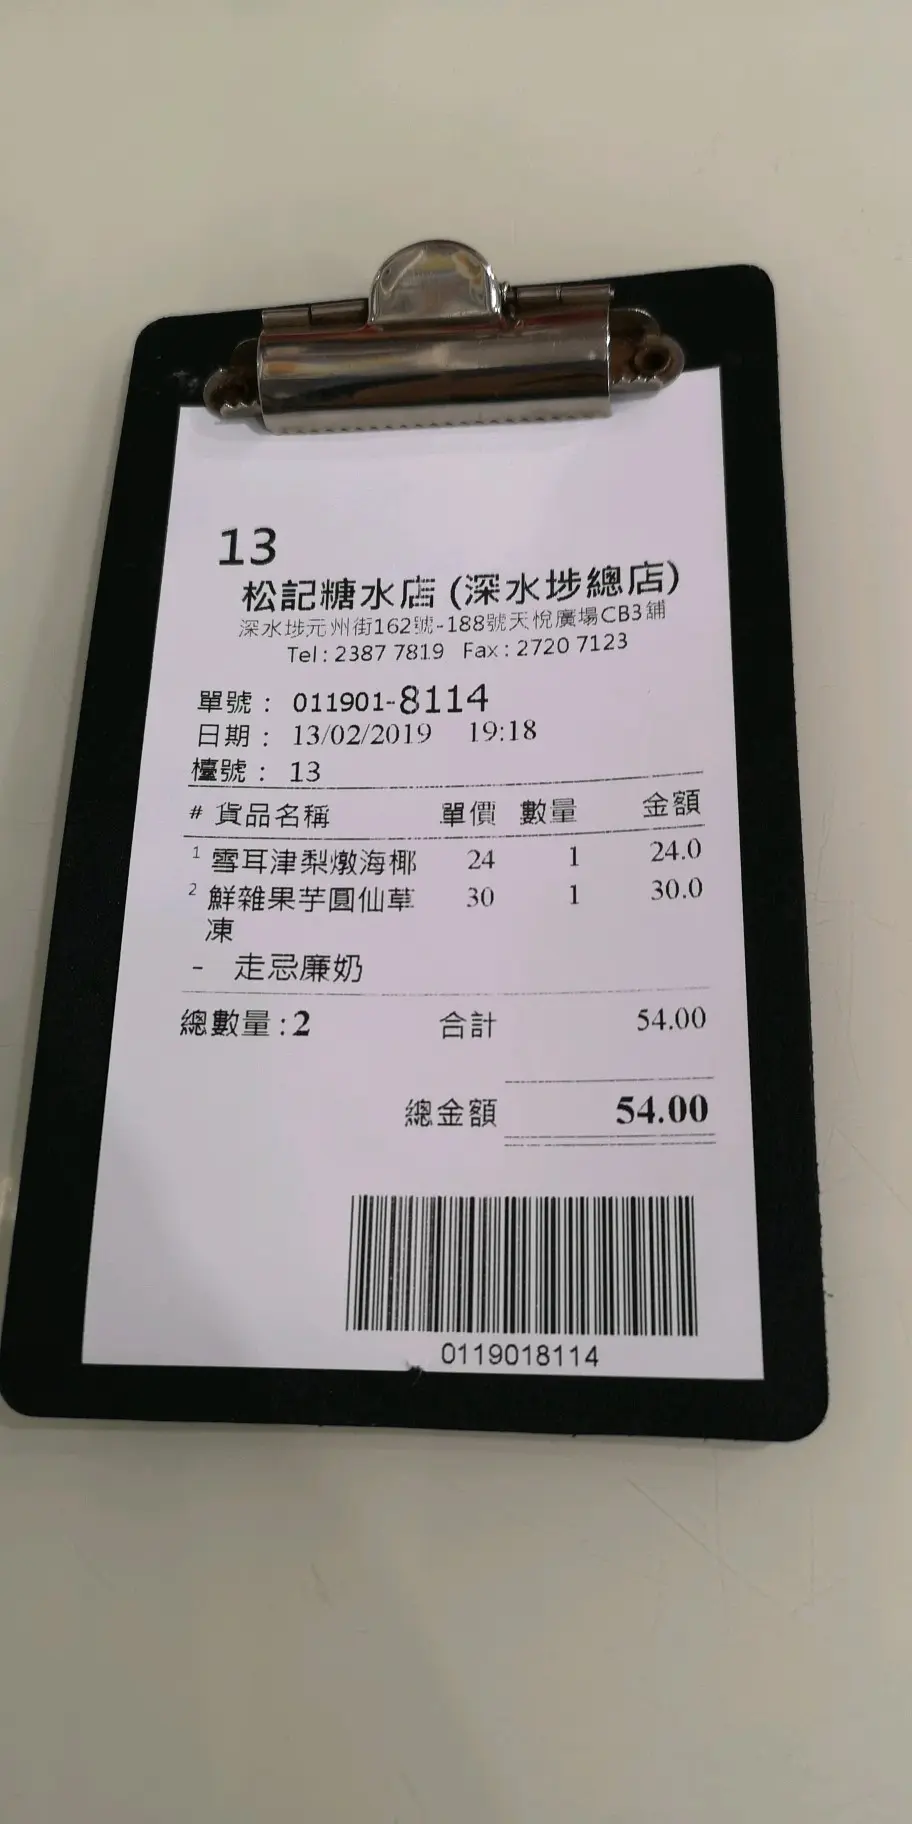 13
松記糖水店 (深水埗總店)
深水埗元州街162號-188號天悅廣場CB3舖
Tel : 2387 7819 Fax : 2720 7123
單號 : 011901-8114
日期 : 13/02/2019 19:18
檯號 : 13
# 貨品名稱 單價 數量 金額
1 雪耳津梨燉海椰 24 1 24.0
2 鮮雜果芋圓仙草 30 1 30.0
凍
- 走忌廉奶
總數量 : 2 合計 54.00
總金額 54.00
0119018114